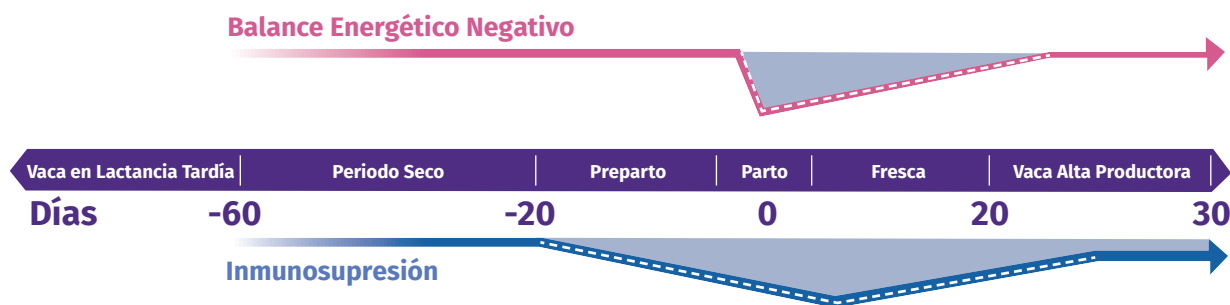 Balance Energético Negativo
Vaca en Lactancia Tardía Periodo Seco Preparto Parto Fresca Vaca Alta Productora
Días -60 -20 0 20 30
Inmunosupresión